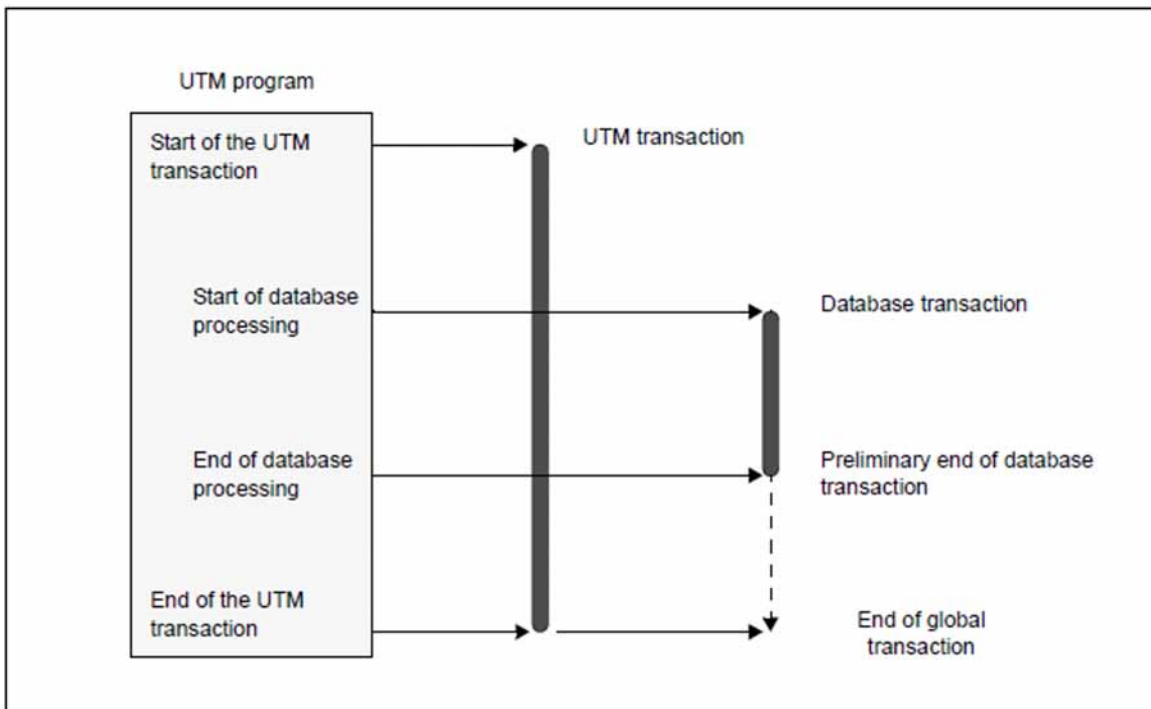 UTM program
Start of the UTM
transaction
UTM transaction
Start of database
processing
Database transaction
End of database
processing
Preliminary end of database
transaction
End of the UTM
transaction
End of global
transaction